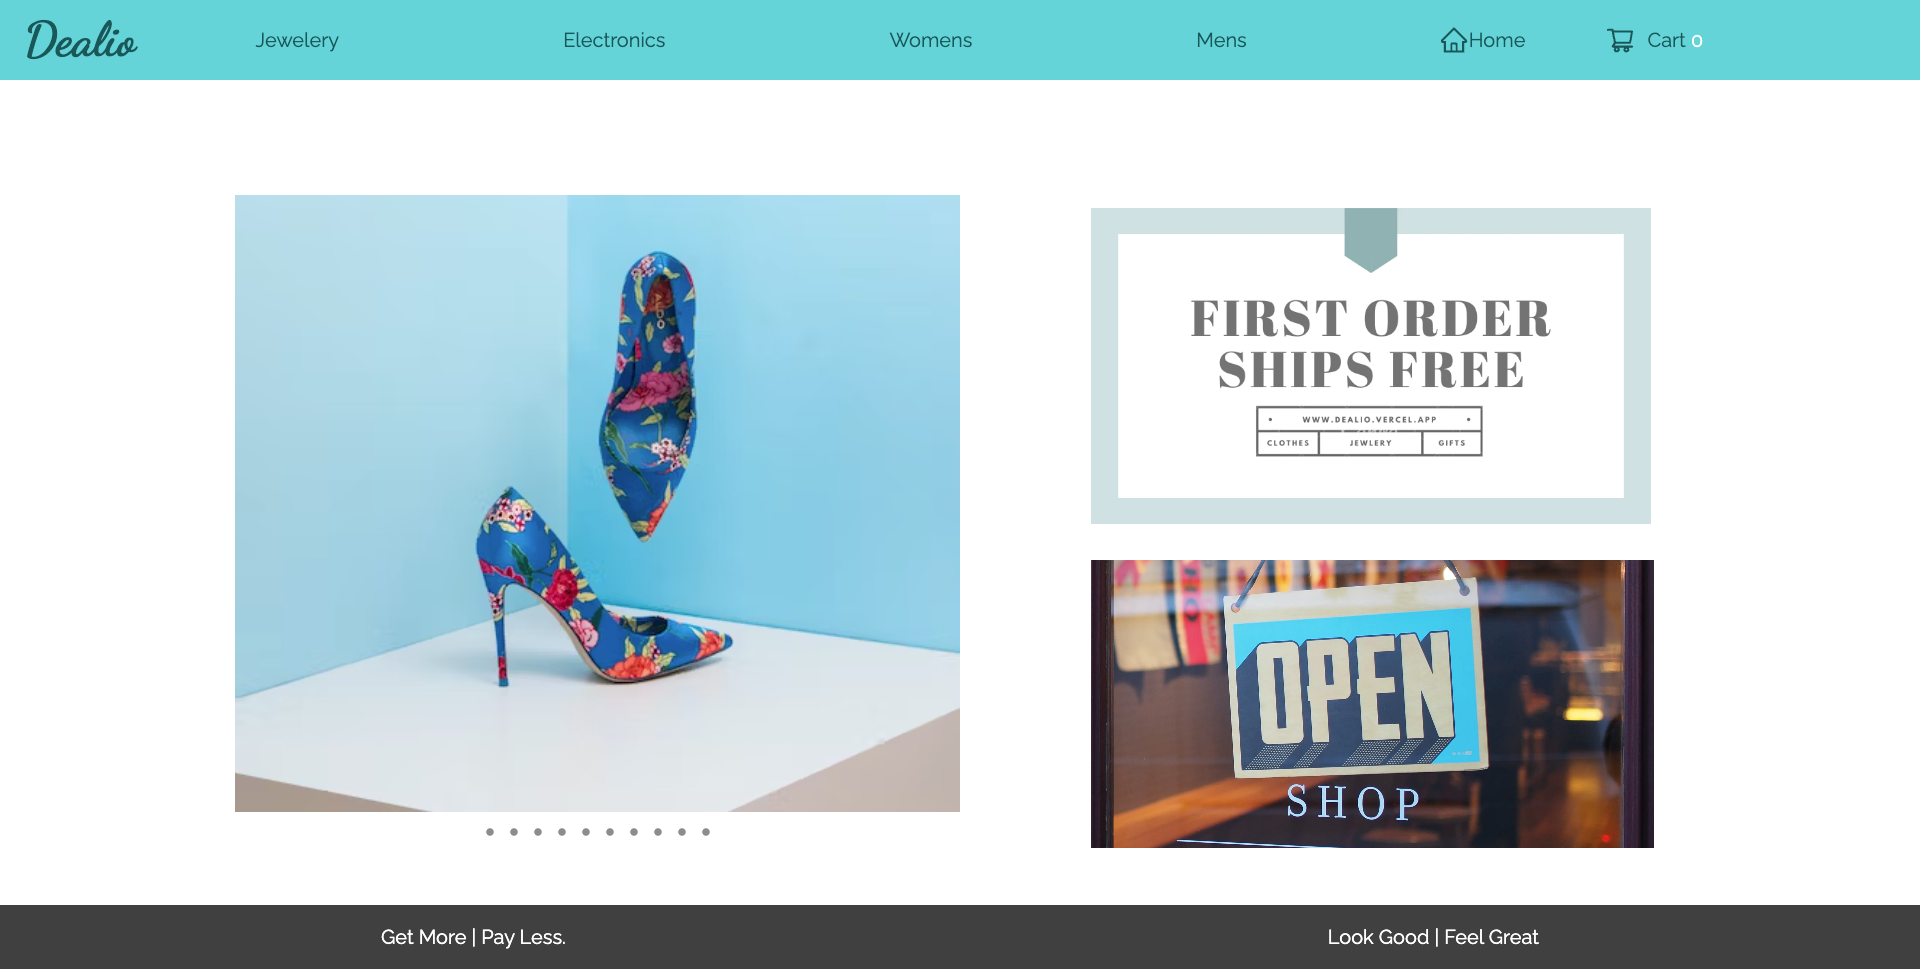 Dealio
Jewelery
Electronics
Womens
Mens
Home
Cart 0
FIRST ORDER
SHIPS FREE
WWW.DEALIO.VERCEL.APP
CLOTHES
JEWLERY
GIFTS
OPEN
SHOP
Get More | Pay Less.
Look Good | Feel Great